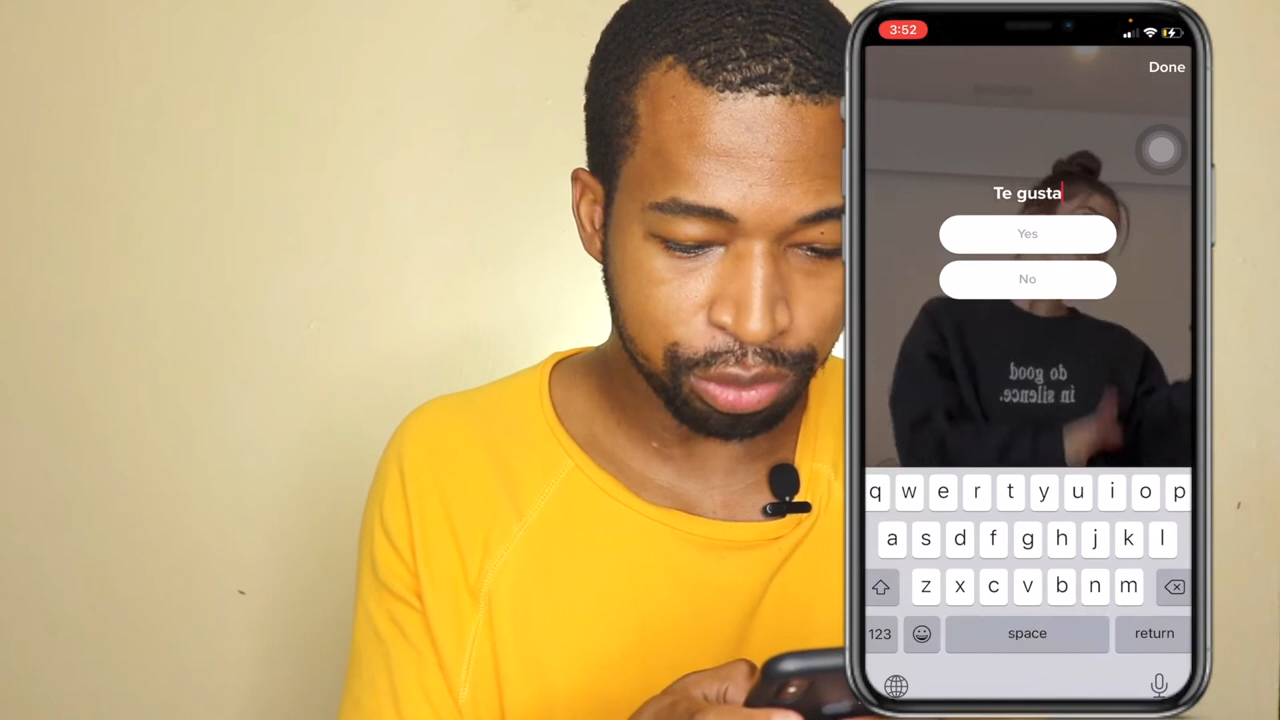 3:52
Done
Te gusta
Yes
No
do good
in silence.
q w e r t y u i o p
a s d f g h j k l
z x c v b n m
123 space return